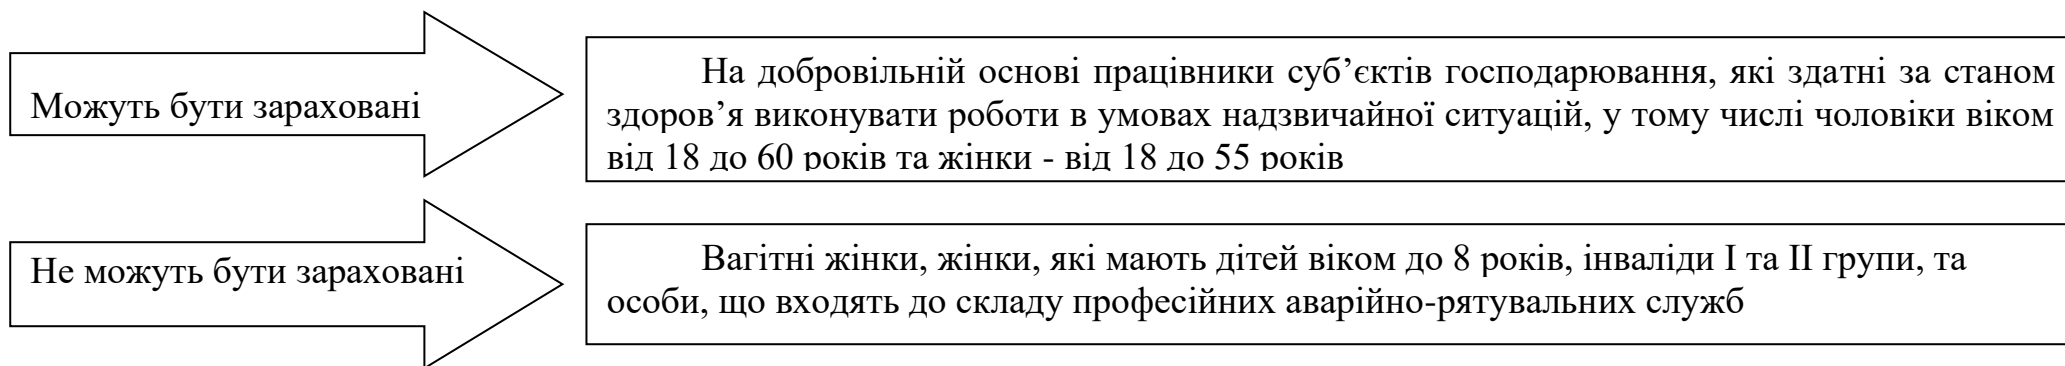 Можуть бути зараховані
На добровільній основі працівники суб’єктів господарювання, які здатні за станом
здоров’я виконувати роботи в умовах надзвичайної ситуацій, у тому числі чоловіки віком
від 18 до 60 років та жінки - від 18 до 55 років
Не можуть бути зараховані
Вагітні жінки, жінки, які мають дітей віком до 8 років, інваліди І та ІІ групи, та
особи, що входять до складу професійних аварійно-рятувальних служб